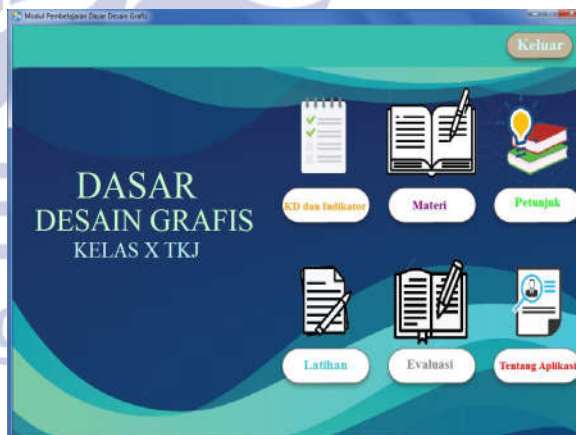 Modul Pembelajaran Dasar Desain Grafis
Keluar
DASAR
DESAIN GRAFIS
KELAS X TKJ
KD dan Indikator
Materi
Petunjuk
Latihan
Evaluasi
Tentang Aplikasi